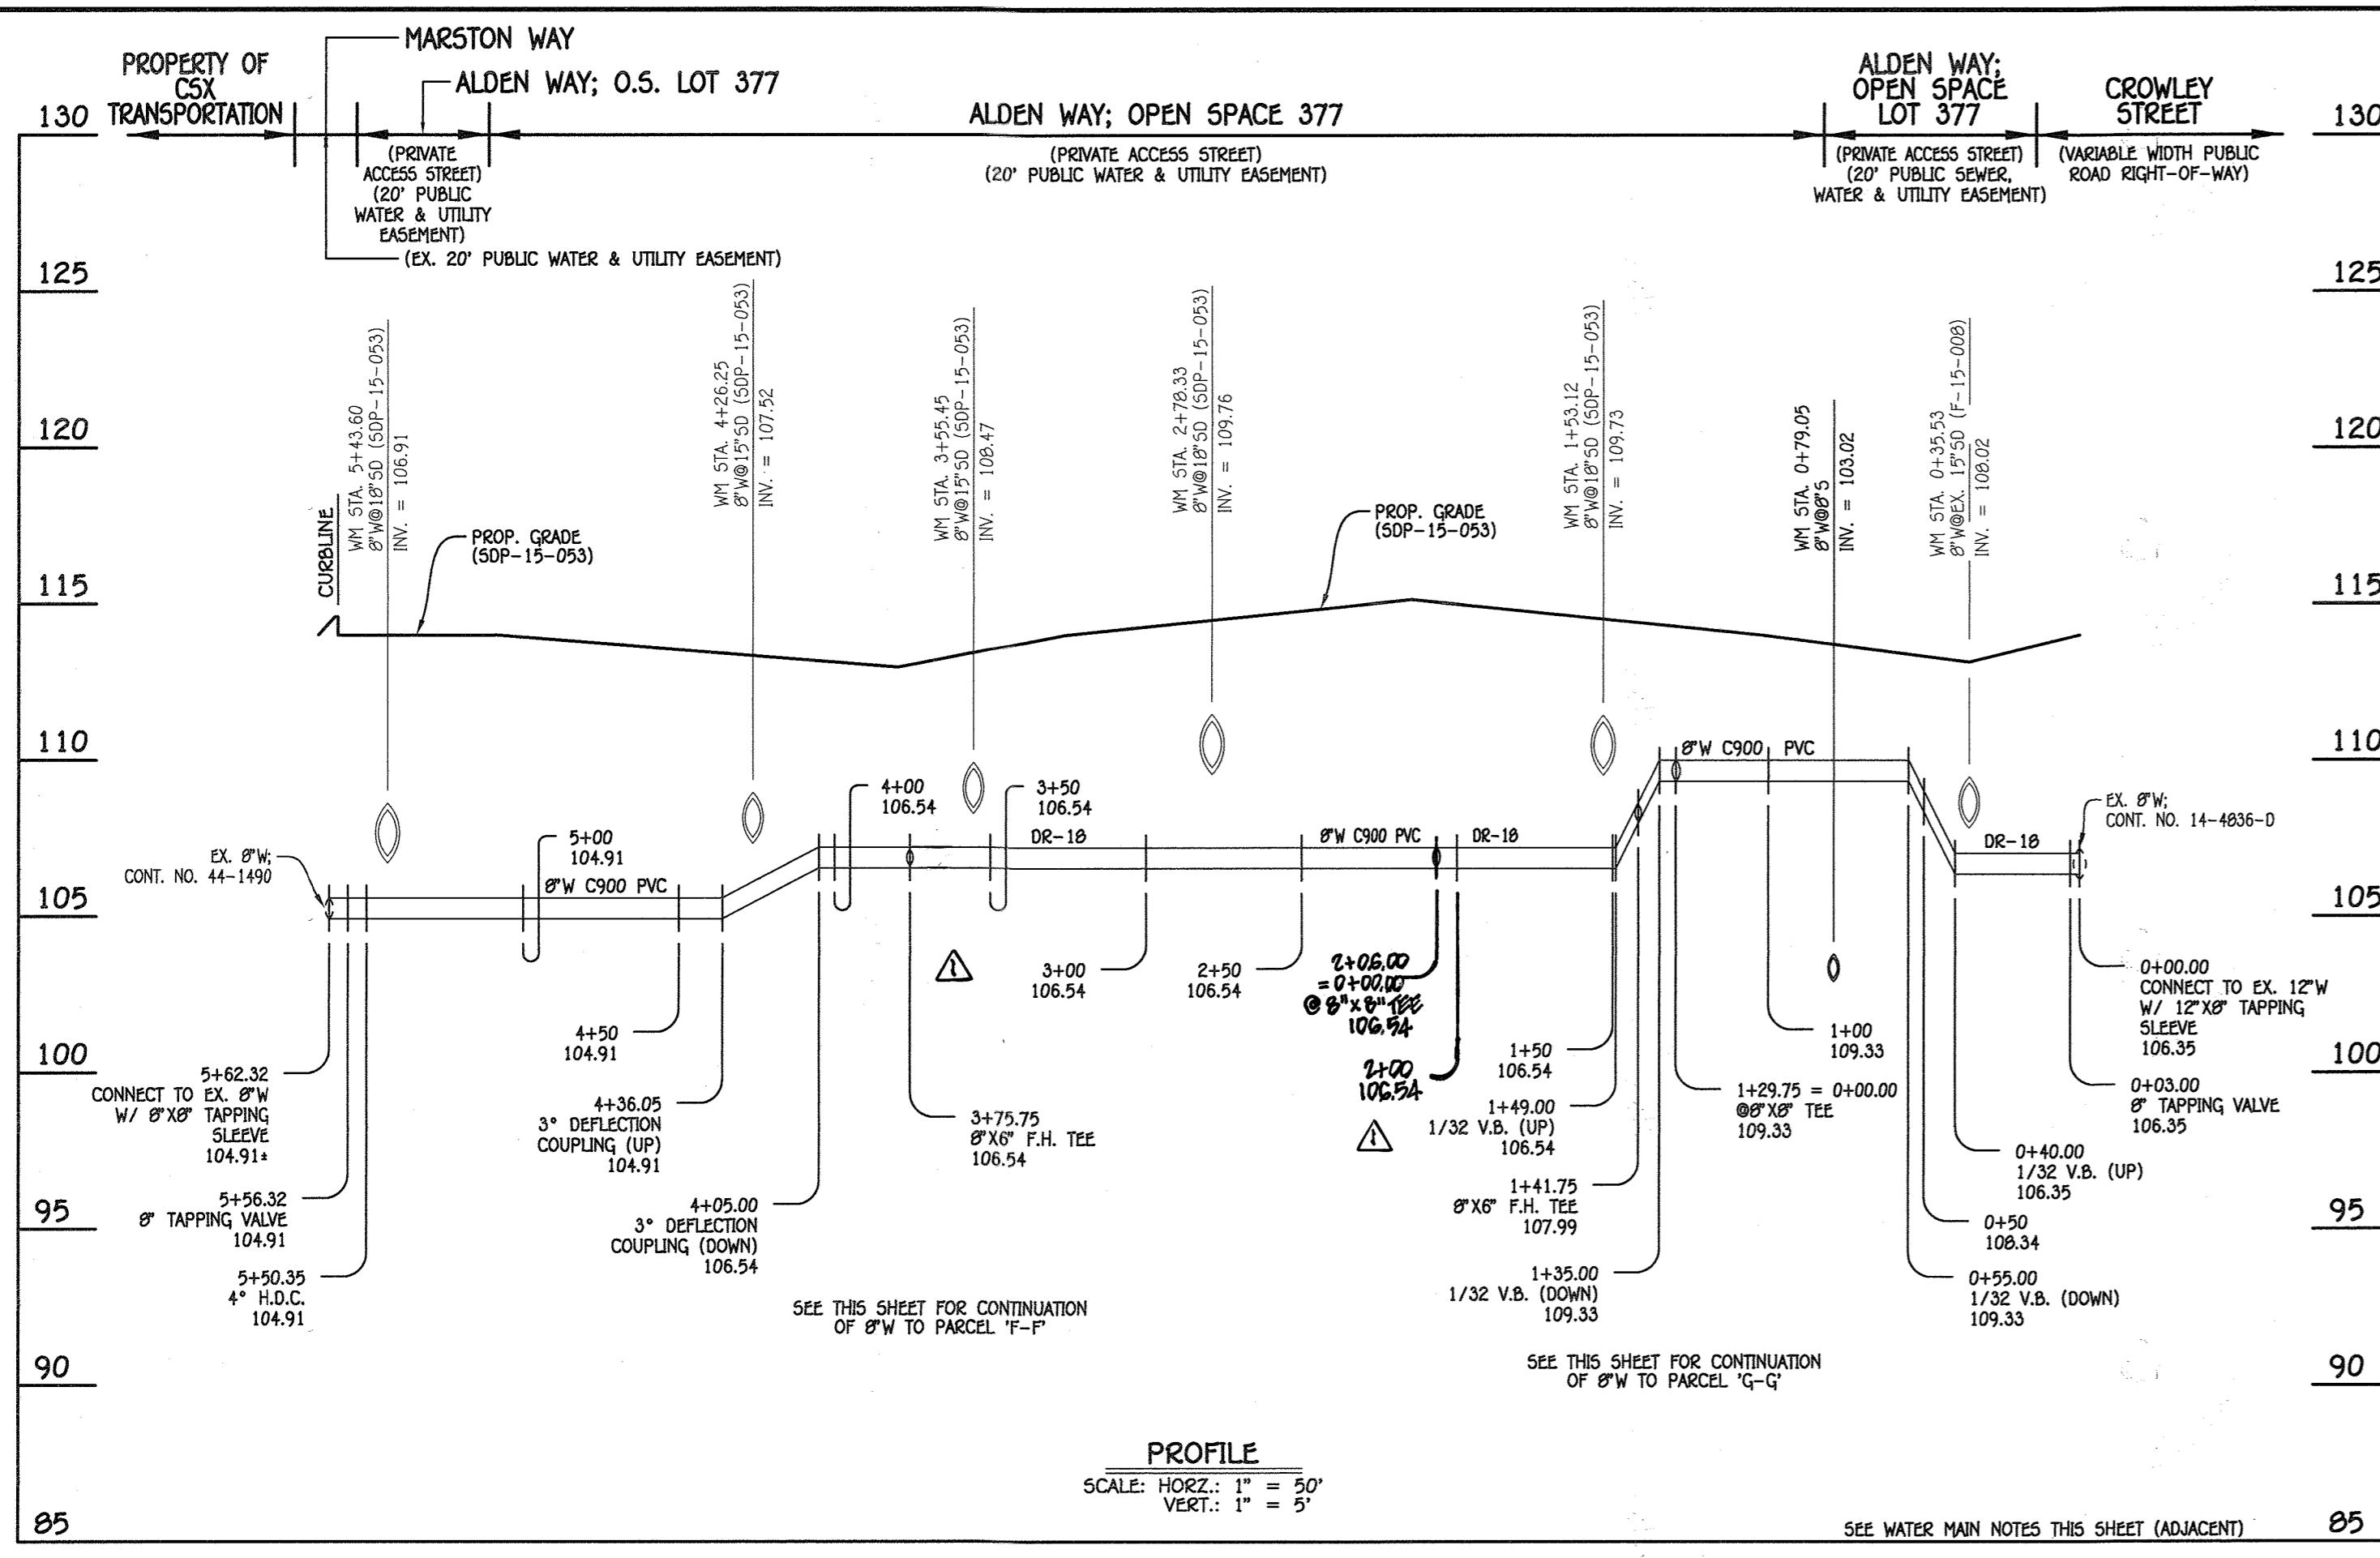 MARSTON WAY
PROPERTY OF
CSX
TRANSPORTATION
ALDEN WAY; O.S. LOT 377
ALDEN WAY; OPEN SPACE 377
ALDEN WAY;
OPEN SPACE
LOT 377
CROWLEY
STREET
130
130
(PRIVATE
ACCESS STREET)
(20' PUBLIC
WATER & UTILITY
EASEMENT)
(EX. 20' PUBLIC WATER & UTILITY EASEMENT)
(PRIVATE ACCESS STREET)
(20' PUBLIC WATER & UTILITY EASEMENT)
(PRIVATE ACCESS STREET)
(20' PUBLIC SEWER,
WATER & UTILITY EASEMENT)
(VARIABLE WIDTH PUBLIC
ROAD RIGHT-OF-WAY)
125
125
CURBLINE
WM STA. 5+43.60
8"W@18"SD (SDP-15-053)
INV. = 106.91
WM STA. 4+26.25
8"W@15"SD (SDP-15-053)
INV. = 107.52
WM STA. 3+55.45
8"W@15"SD (SDP-15-053)
INV. = 108.47
WM STA. 2+78.33
8"W@18"SD (SDP-15-053)
INV. = 109.76
WM STA. 1+53.12
8"W@18"SD (SDP-15-053)
INV. = 109.73
WM STA. 0+79.05
8"W@8"S
INV. = 103.02
WM STA. 0+35.53
8"W@EX. 15"SD (F-15-008)
INV. = 108.02
120
120
PROP. GRADE
(SDP-15-053)
PROP. GRADE
(SDP-15-053)
115
115
110
110
8"W C900 PVC
4+00
106.54
3+50
106.54
EX. 8"W;
CONT. NO. 14-4836-D
5+00
104.91
DR-18
8"W C900 PVC
DR-18
DR-18
EX. 8"W;
CONT. NO. 44-1490
8"W C900 PVC
105
105
1
3+00
106.54
2+50
106.54
2+06.00
= 0+00.00
@ 8"X8" TEE
106.54
0+00.00
CONNECT TO EX. 12"W
W/ 12"X8" TAPPING
SLEEVE
106.35
4+50
104.91
1+00
109.33
100
100
1+50
106.54
2+00
106.54
5+62.32
CONNECT TO EX. 8"W
W/ 8"X8" TAPPING
SLEEVE
104.91±
4+36.05
3° DEFLECTION
COUPLING (UP)
104.91
3+75.75
8"X6" F.H. TEE
106.54
1
1+49.00
1/32 V.B. (UP)
106.54
1+29.75 = 0+00.00
@8"X8" TEE
109.33
0+03.00
8" TAPPING VALVE
106.35
0+40.00
1/32 V.B. (UP)
106.35
5+56.32
8" TAPPING VALVE
104.91
95
95
4+05.00
3° DEFLECTION
COUPLING (DOWN)
106.54
1+41.75
8"X6" F.H. TEE
107.99
0+50
108.34
5+50.35
4° H.D.C.
104.91
1+35.00
1/32 V.B. (DOWN)
109.33
0+55.00
1/32 V.B. (DOWN)
109.33
SEE THIS SHEET FOR CONTINUATION
OF 8"W TO PARCEL 'F-F'
SEE THIS SHEET FOR CONTINUATION
OF 8"W TO PARCEL 'G-G'
90
90
PROFILE
SCALE: HORZ.: 1" = 50'
VERT.: 1" = 5'
85
SEE WATER MAIN NOTES THIS SHEET (ADJACENT)
85